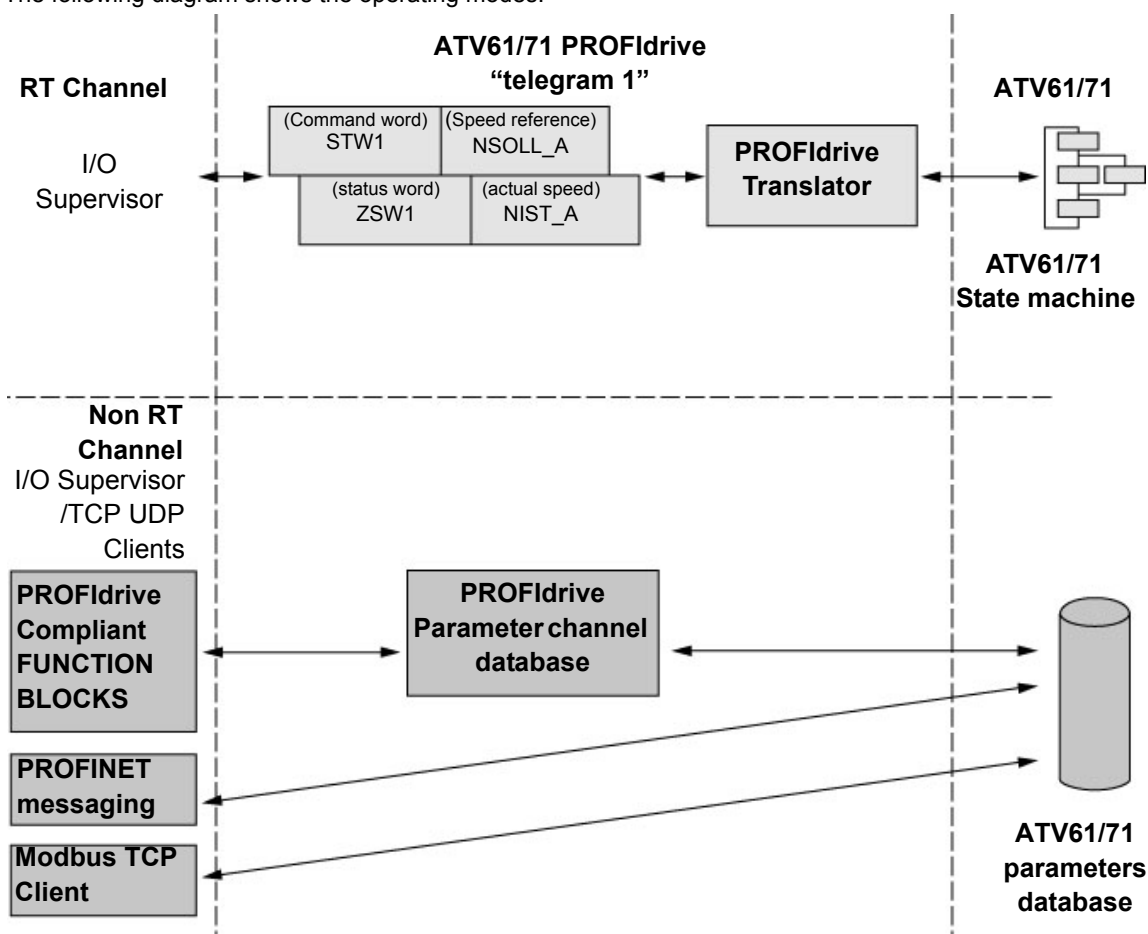 The following diagram shows the operating modes.
ATV61/71 PROFIdrive
"telegram 1"
RT Channel
I/O
Supervisor
(Command word)
STW1
(Speed reference)
NSOLL_A
(status word)
ZSW1
(actual speed)
NIST_A
PROFIdrive
Translator
ATV61/71
ATV61/71
State machine
Non RT
Channel
I/O Supervisor
/TCP UDP
Clients
PROFIdrive
Compliant
FUNCTION
BLOCKS
PROFIdrive
Parameter channel
database
PROFINET
messaging
Modbus TCP
Client
ATV61/71
parameters
database